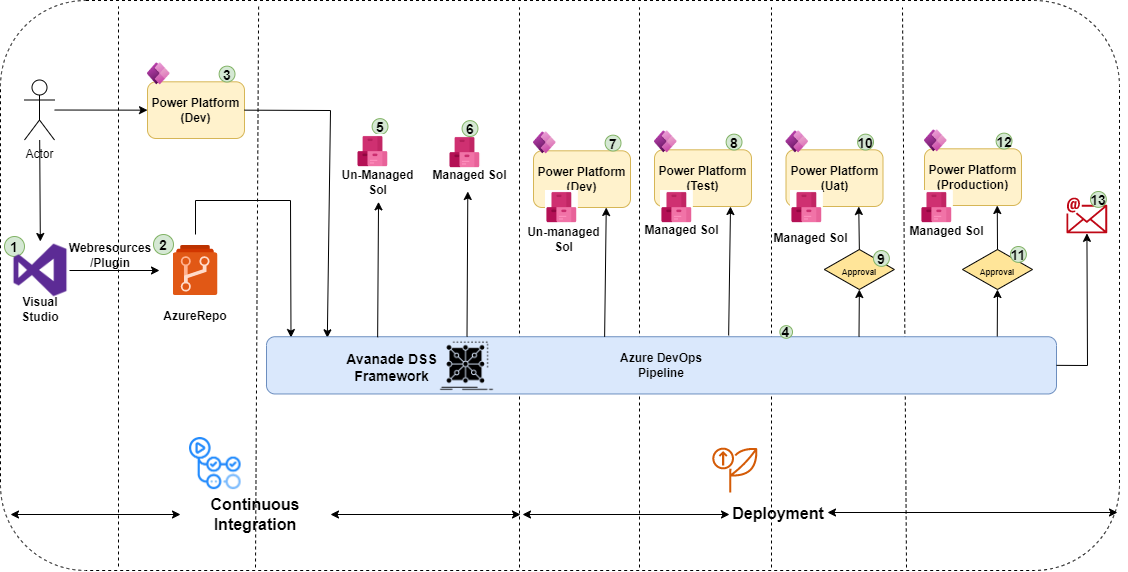 3
Power Platform
(Dev)
Actor
5
Un-Managed
Sol
6
Managed Sol
7
Power Platform
(Dev)
Un-managed
Sol
8
Power Platform
(Test)
Managed Sol
10
Power Platform
(Uat)
Managed Sol
9
Approval
12
Power Platform
(Production)
Managed Sol
11
Approval
13
@
1
Visual
Studio
Webresources
/Plugin
2
AzureRepo
4
Avanade DSS
Framework
Azure DevOps
Pipeline
Continuous
Integration
Deployment